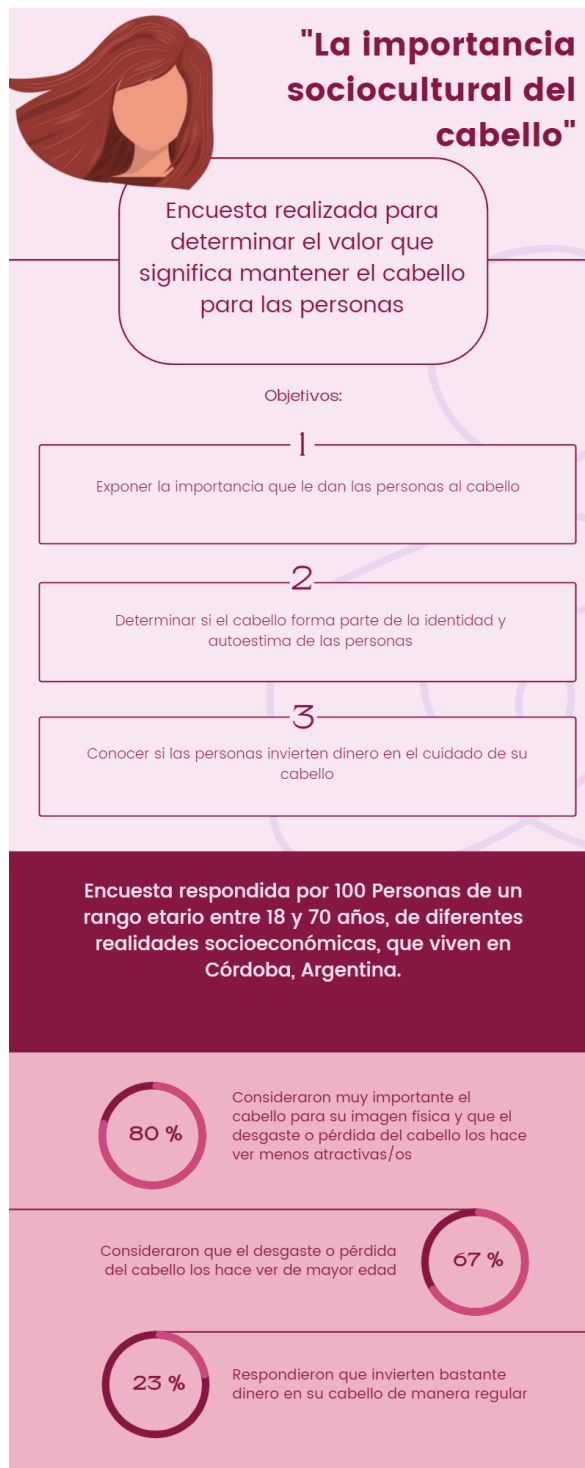 "La importancia
sociocultural del
cabello"
Encuesta realizada para
determinar el valor que
significa mantener el cabello
para las personas
Objetivos:
1
Exponer la importancia que le dan las personas al cabello
2
Determinar si el cabello forma parte de la identidad y
autoestima de las personas
3
Conocer si las personas invierten dinero en el cuidado de su
cabello
Encuesta respondida por 100 Personas de un
rango etario entre 18 y 70 años, de diferentes
realidades socioeconómicas, que viven en
Córdoba, Argentina.
80 %
Consideraron muy importante el
cabello para su imagen física y que el
desgaste o pérdida del cabello los hace
ver menos atractivas/os
Consideraron que el desgaste o pérdida
del cabello los hace ver de mayor edad
67 %
23 %
Respondieron que invierten bastante
dinero en su cabello de manera regular